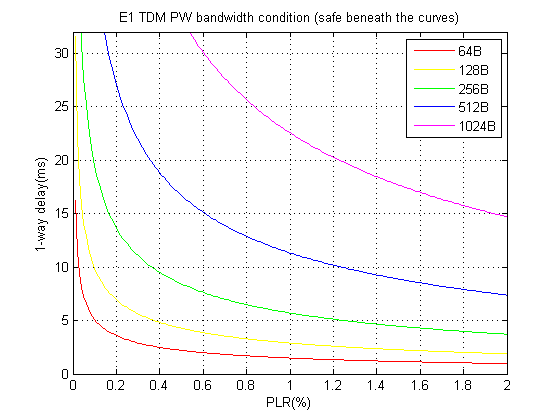 E1 TDM PW bandwidth condition (safe beneath the curves)
64B
128B
256B
512B
1024B
1-way delay(ms)
30
25
20
15
10
5
0
0 0.2 0.4 0.6 0.8 1 1.2 1.4 1.6 1.8 2
PLR(%)